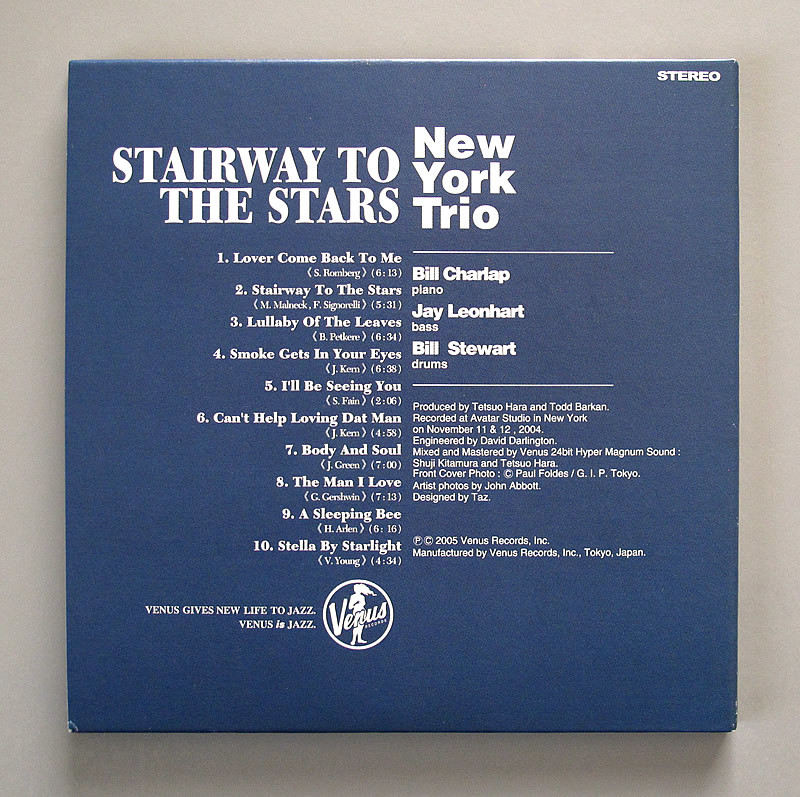 STEREO
STAIRWAY TO
THE STARS
New
York
Trio
1. Lover Come Back To Me
《 S. Romberg 》( 6 : 13 )
2. Stairway To The Stars
《 M. Malneck , F. Signorelli 》( 5 : 31 )
3. Lullaby Of The Leaves
《 B. Petkere 》( 6 : 34 )
4. Smoke Gets In Your Eyes
《 J. Kern 》( 6 : 38 )
5. I'll Be Seeing You
《 S. Fain 》( 2 : 06 )
6. Can't Help Loving Dat Man
《 J. Kern 》( 4 : 58 )
7. Body And Soul
《 J. Green 》( 7 : 00 )
8. The Man I Love
《 G. Gershwin 》( 7 : 13 )
9. A Sleeping Bee
《 H. Arlen 》( 6 : 16 )
10. Stella By Starlight
《 V. Young 》( 4 : 34 )
Bill Charlap
piano
Jay Leonhart
bass
Bill Stewart
drums
Produced by Tetsuo Hara and Todd Barkan.
Recorded at Avatar Studio in New York
on November 11 & 12 , 2004.
Engineered by David Darlington.
Mixed and Mastered by Venus 24bit Hyper Magnum Sound :
Shuji Kitamura and Tetsuo Hara.
Front Cover Photo : © Paul Foldes / G. I. P. Tokyo.
Artist photos by John Abbott.
Designed by Taz.
℗© 2005 Venus Records, Inc.
Manufactured by Venus Records, Inc., Tokyo, Japan.
VENUS GIVES NEW LIFE TO JAZZ.
VENUS is JAZZ.
Venus
RECORDS